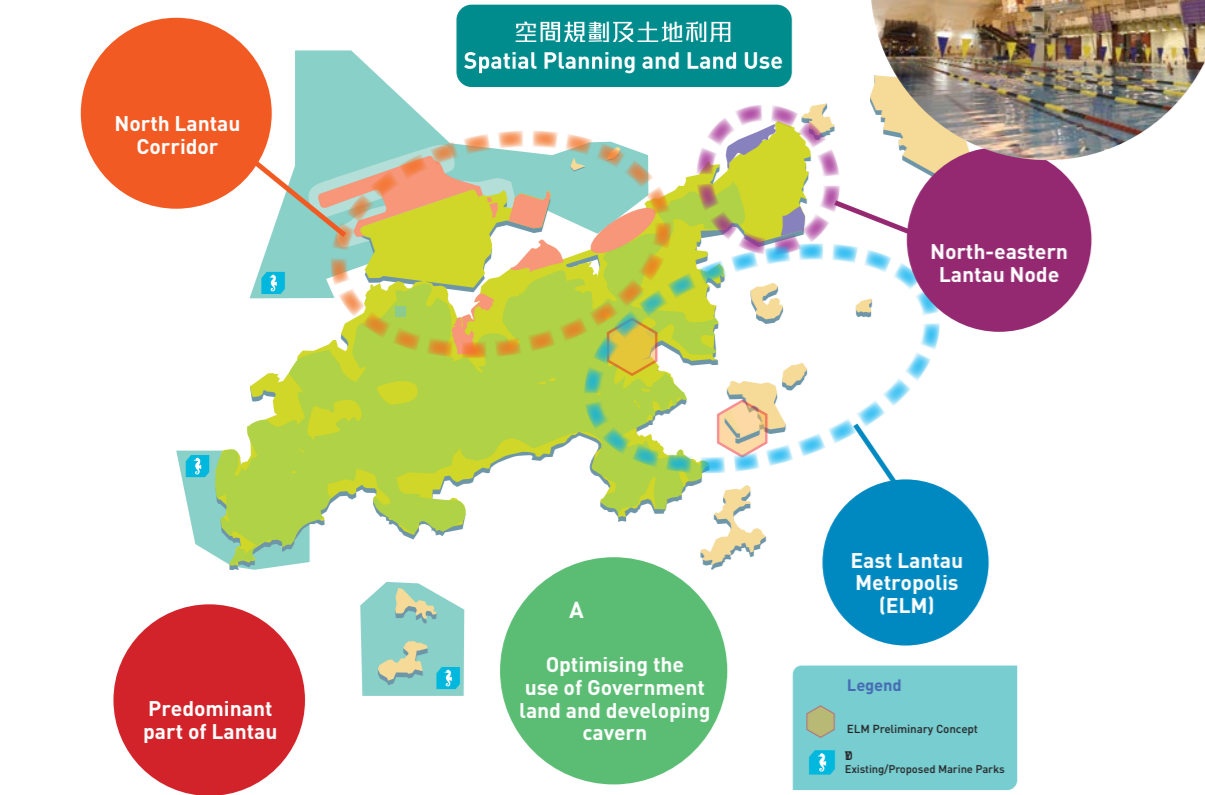 空間規劃及土地利用
Spatial Planning and Land Use
North Lantau
Corridor
North-eastern
Lantau Node
East Lantau
Metropolis
(ELM)
A
Optimising the
use of Government
land and developing
cavern
Predominant
part of Lantau
Legend
ELM Preliminary Concept
Existing/Proposed Marine Parks